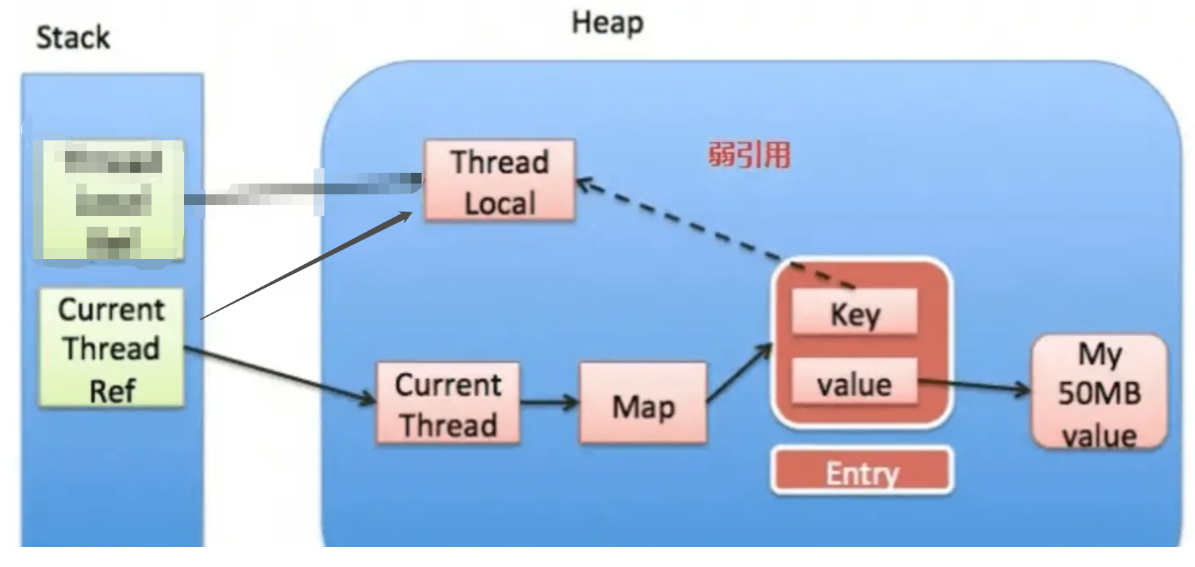 Stack
Heap
Thread
Local
弱引用
Current
Thread
Ref
Current
Thread
Map
Key
value
Entry
My
50MB
value